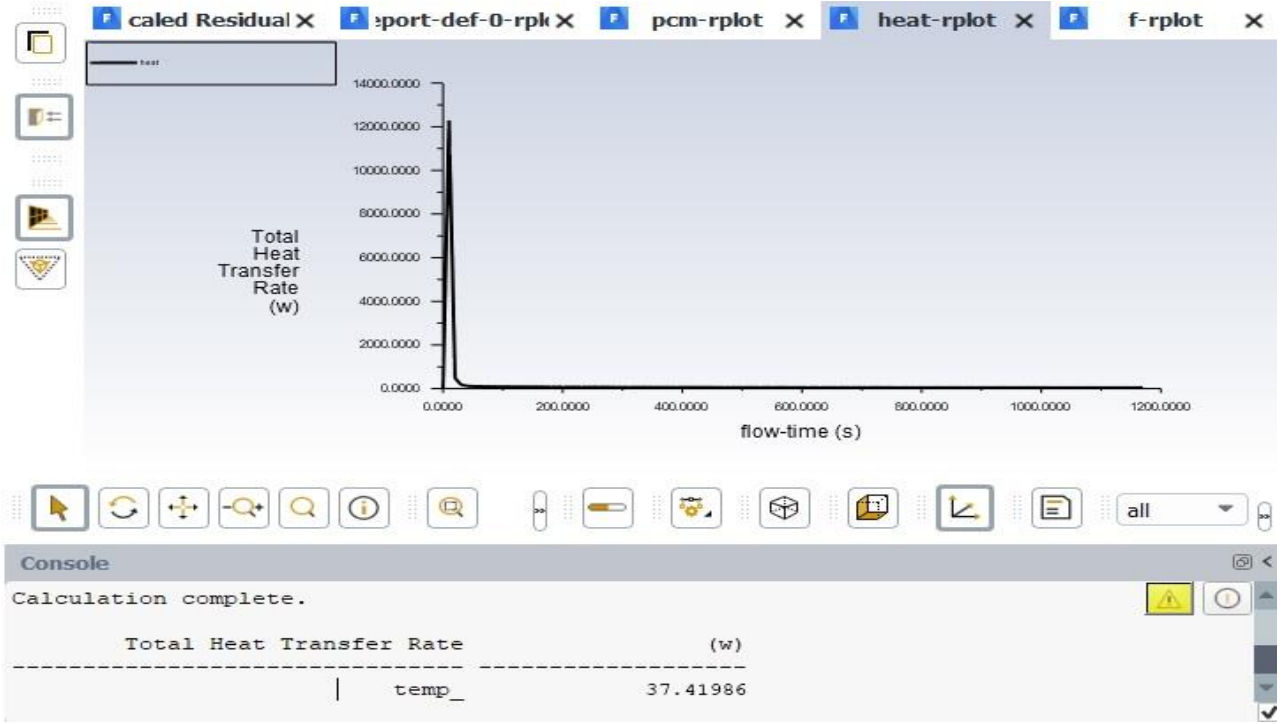 caled Residual
eport-def-0-rpl
pcm-rplot
heat-rplot
f-rplot
heat
14000.0000
12000.0000
10000.0000
8000.0000
6000.0000
4000.0000
2000.0000
0.0000
Total
Heat
Transfer
Rate
(w)
0.0000 200.0000 400.0000 600.0000 800.0000 1000.0000 1200.0000
flow-time (s)
all
Console
Calculation complete.
Total Heat Transfer Rate (w)
-------------------------------- -------------------
temp_ 37.41986